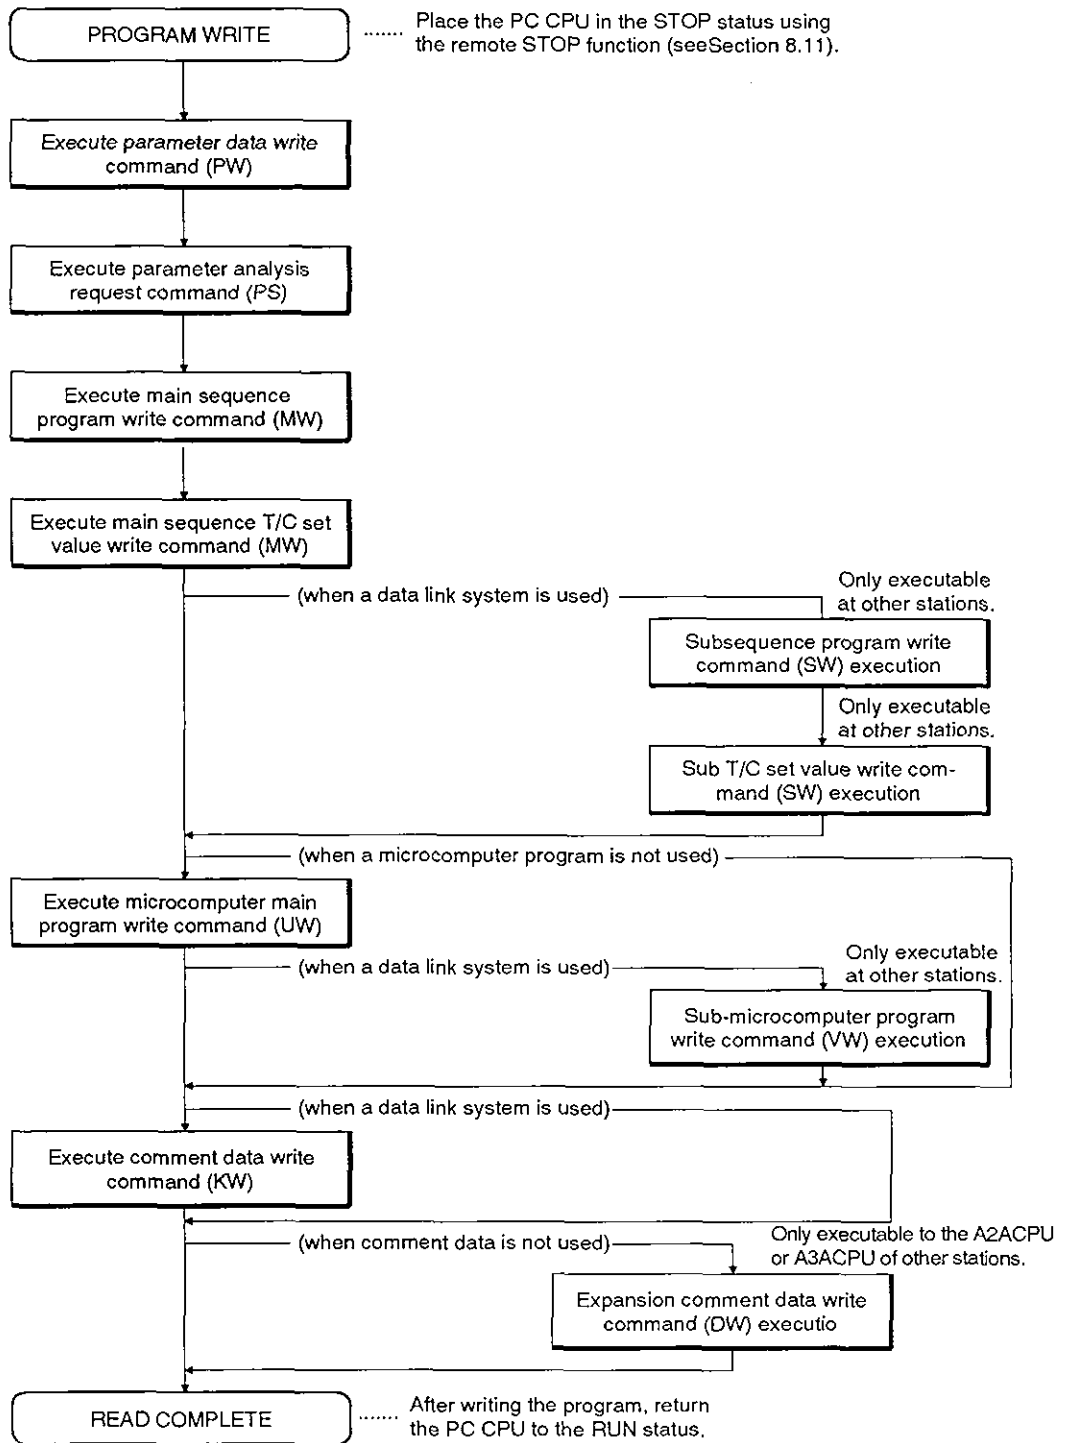 PROGRAM WRITE
Place the PC CPU in the STOP status using
the remote STOP function (seeSection 8.11).
Execute parameter data write
command (PW)
Execute parameter analysis
request command (PS)
Execute main sequence
program write command (MW)
Execute main sequence T/C set
value write command (MW)
(when a data link system is used)
Only executable
at other stations.
Subsequence program write
command (SW) execution
Only executable
at other stations.
Sub T/C set value write com-
mand (SW) execution
(when a microcomputer program is not used)
Execute microcomputer main
program write command (UW)
(when a data link system is used)
Only executable
at other stations.
Sub-microcomputer program
write command (VW) execution
(when a data link system is used)
Execute comment data write
command (KW)
(when comment data is not used)
Only executable to the A2ACPU
or A3ACPU of other stations.
Expansion comment data write
command (DW) executio
READ COMPLETE
After writing the program, return
the PC CPU to the RUN status.